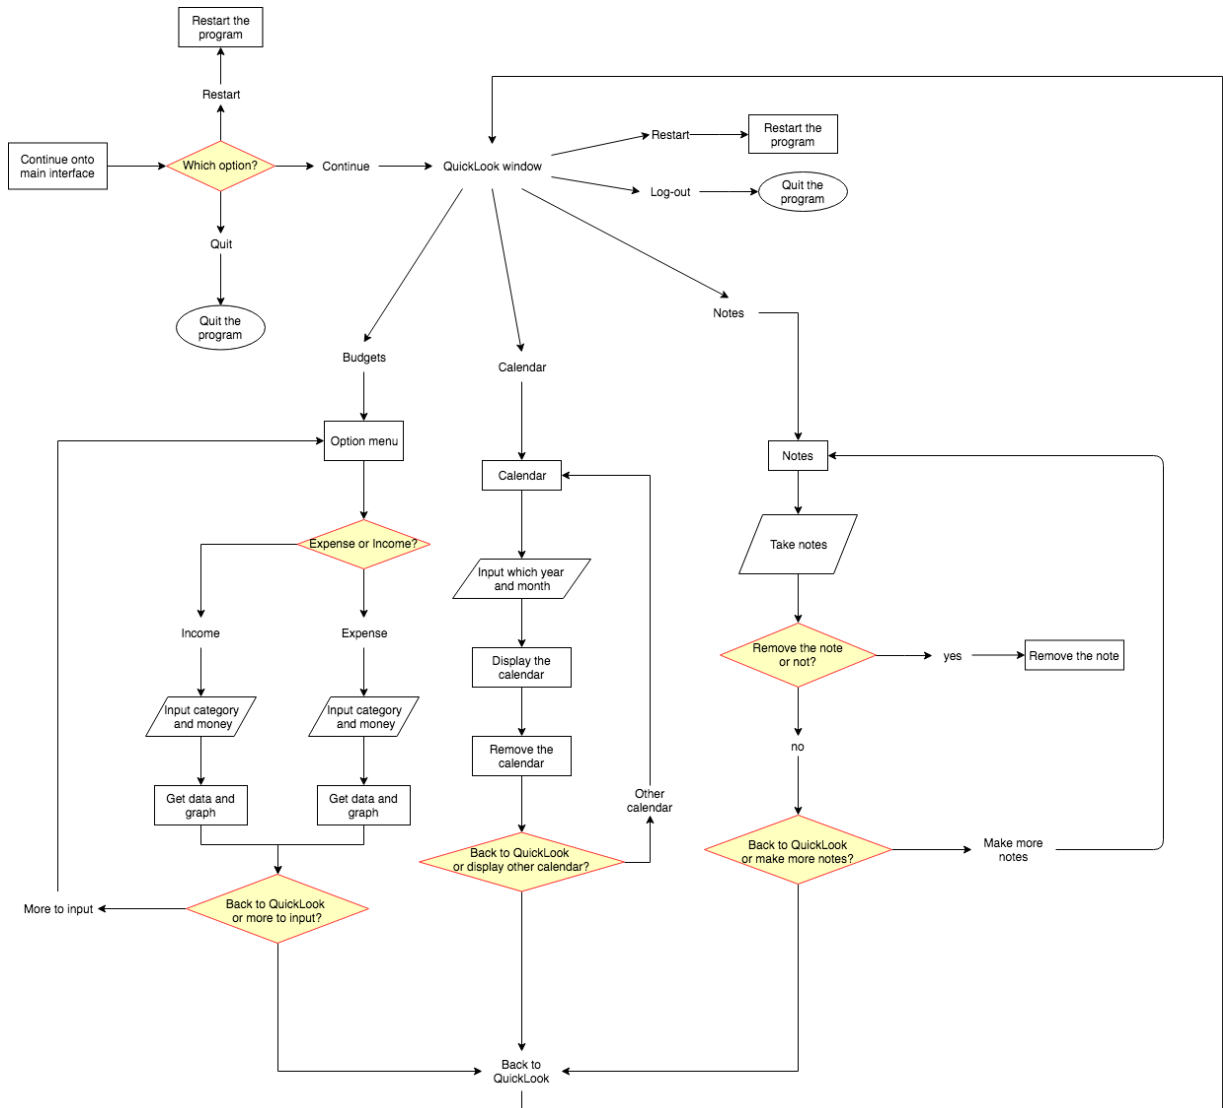 Restart the
program
Restart
Continue onto
main interface
Which option?
Continue
QuickLook window
Restart
Restart the
program
Log-out
Quit the
program
Quit
Quit the
program
Notes
Budgets
Calendar
Option menu
Calendar
Notes
Expense or Income?
Take notes
Input which year
and month
Income
Expense
Display the
calendar
Remove the note
or not?
yes
Remove the note
Input category
and money
Input category
and money
Remove the
calendar
no
Get data and
graph
Get data and
graph
Other
calendar
Back to QuickLook
or display other calendar?
Back to QuickLook
or make more notes?
Make more
notes
More to input
Back to QuickLook
or more to input?
Back to
QuickLook